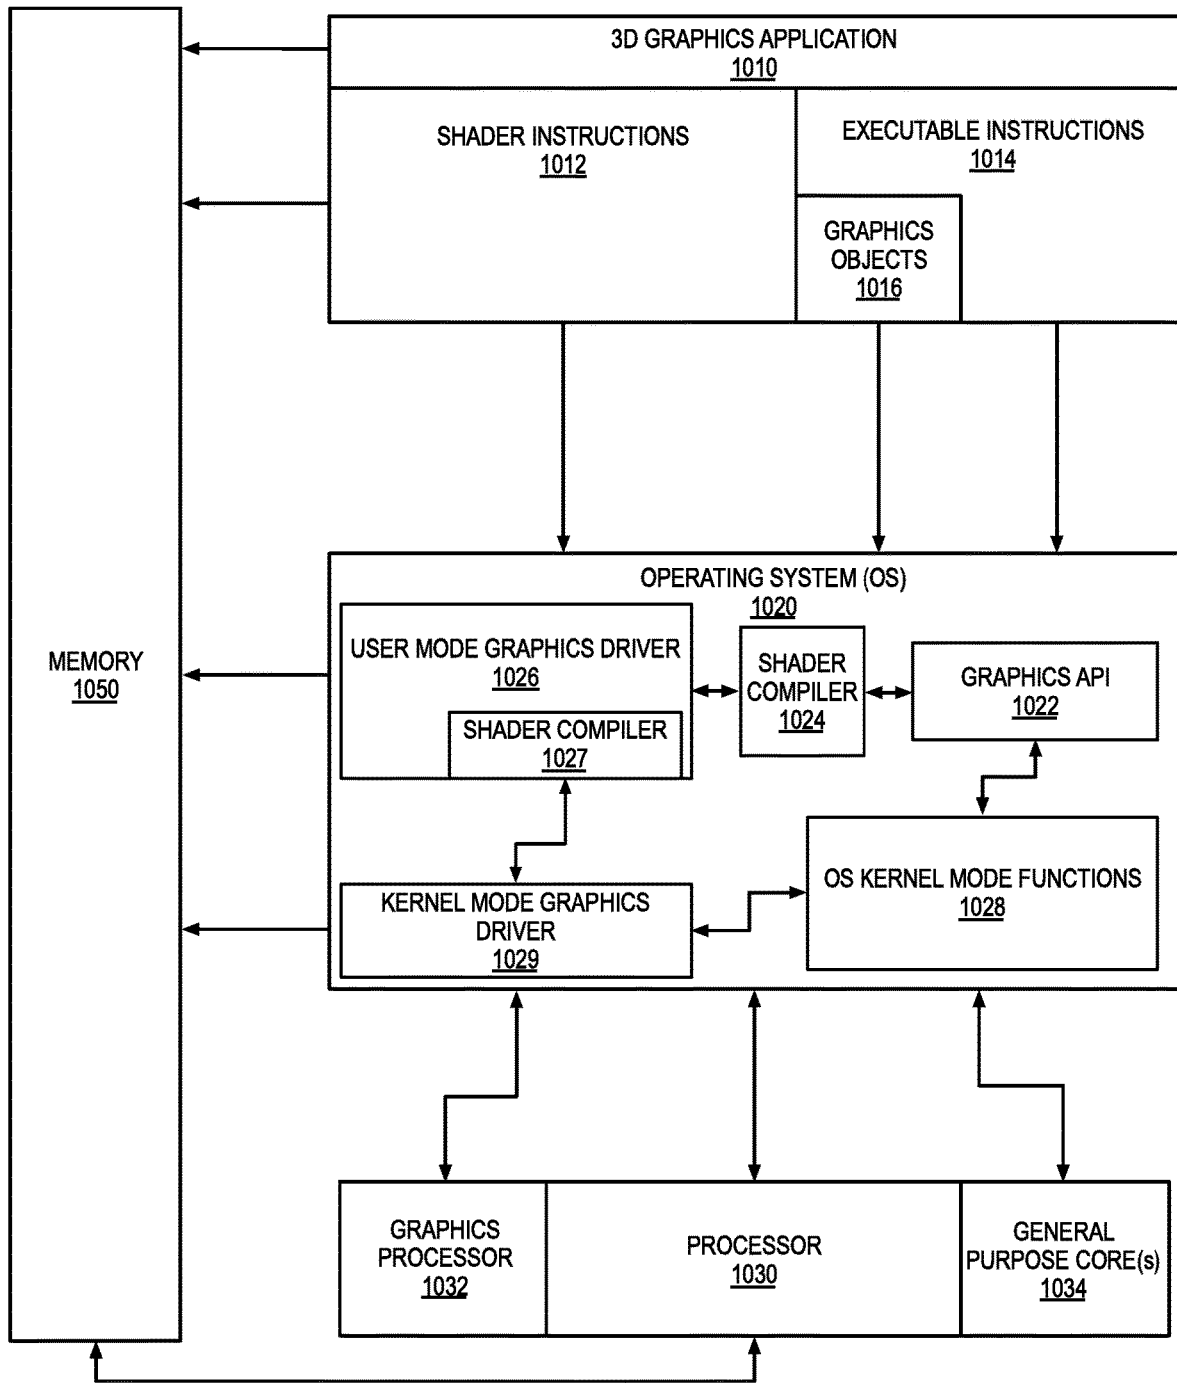 3D GRAPHICS APPLICATION
1010
SHADER INSTRUCTIONS
1012
EXECUTABLE INSTRUCTIONS
1014
GRAPHICS
OBJECTS
1016
OPERATING SYSTEM (OS)
1020
USER MODE GRAPHICS DRIVER
1026
SHADER COMPILER
1027
SHADER
COMPILER
1024
GRAPHICS API
1022
MEMORY
1050
KERNEL MODE GRAPHICS
DRIVER
1029
OS KERNEL MODE FUNCTIONS
1028
GRAPHICS
PROCESSOR
1032
PROCESSOR
1030
GENERAL
PURPOSE CORE(s)
1034